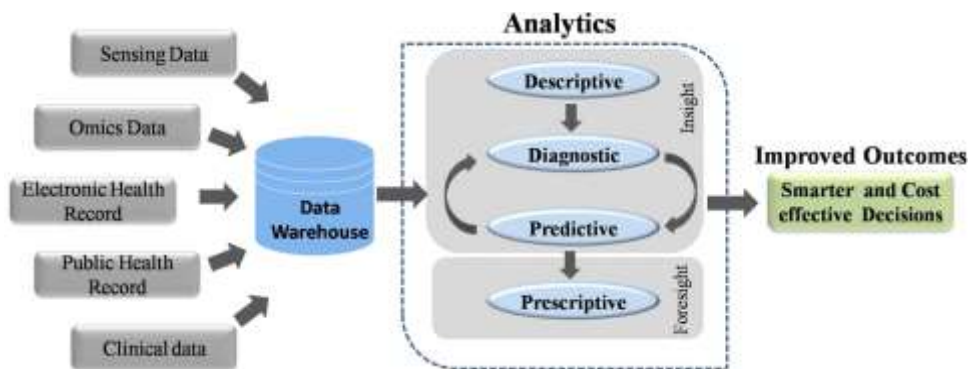 Sensing Data
Omics Data
Electronic Health
Record
Public Health
Record
Clinical data
Data
Warehouse
Analytics
Descriptive
Diagnostic
Predictive
Insight
Prescriptive
Foresight
Improved Outcomes
Smarter and Cost
effective Decisions